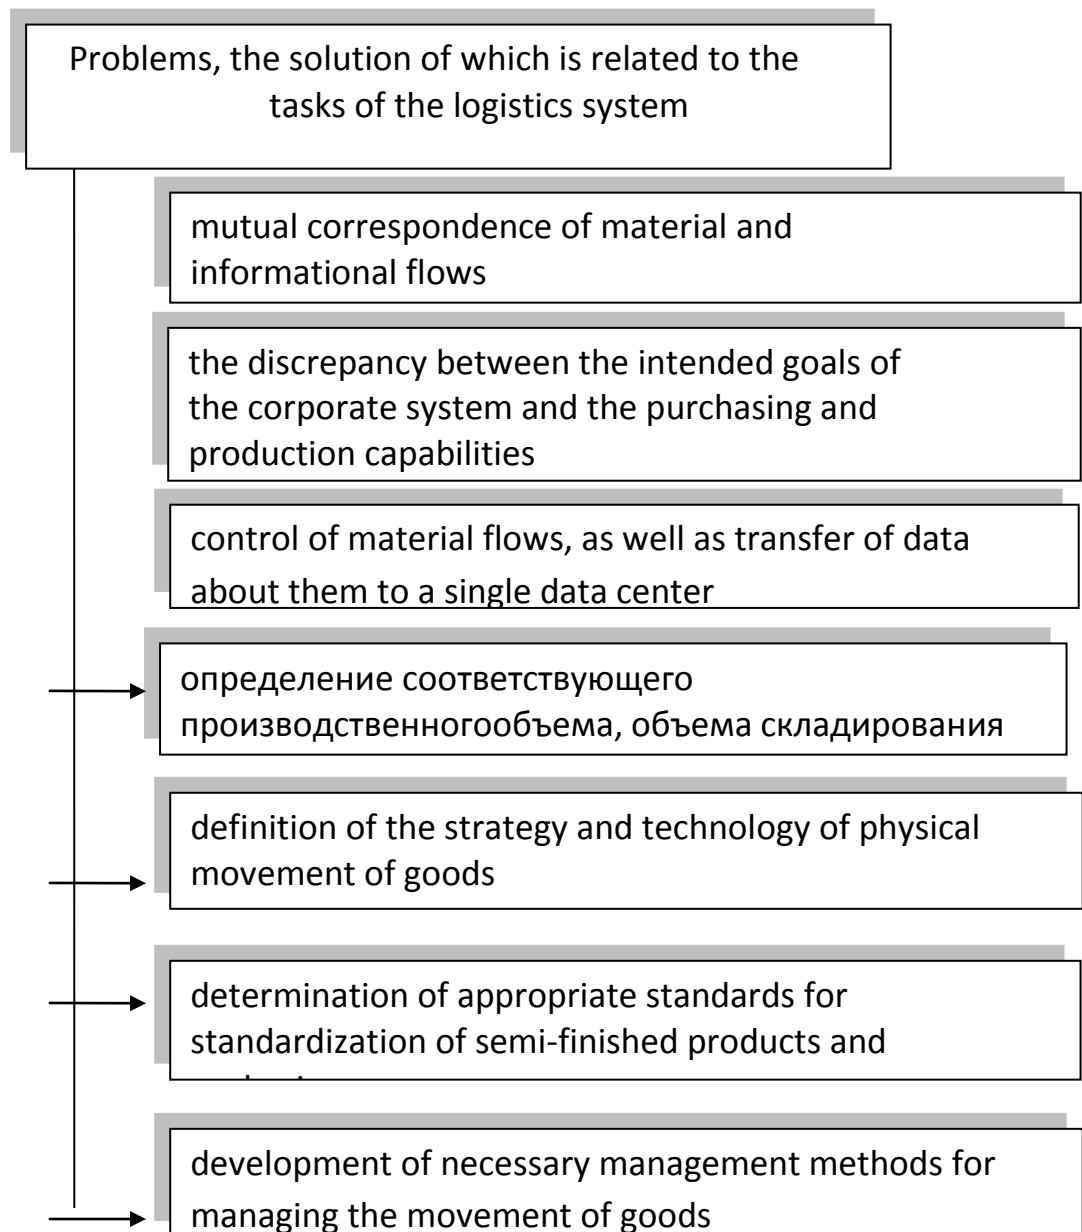 Problems, the solution of which is related to the
tasks of the logistics system
mutual correspondence of material and
informational flows
the discrepancy between the intended goals of
the corporate system and the purchasing and
production capabilities
control of material flows, as well as transfer of data
about them to a single data center
определение соответствующего
производственногообъема, объема складирования
definition of the strategy and technology of physical
movement of goods
determination of appropriate standards for
standardization of semi-finished products and
development of necessary management methods for
managing the movement of goods